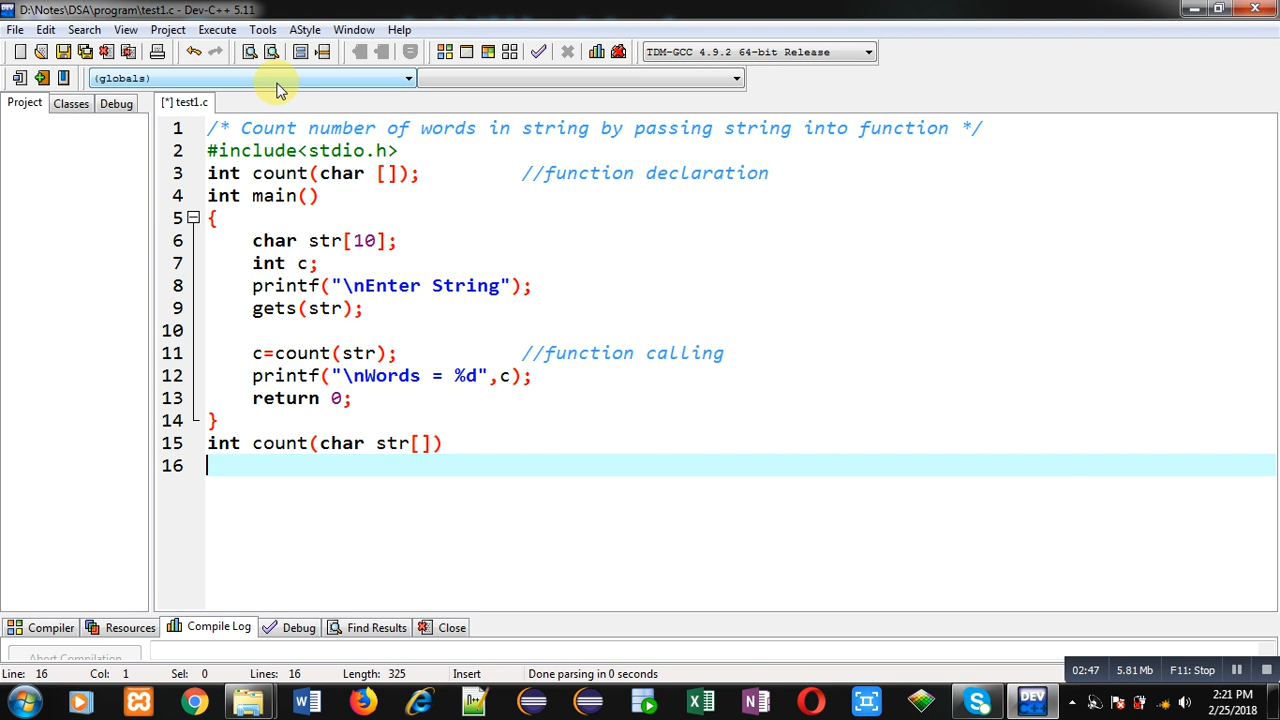 D:\Notes\DSA\program\test1.c - Dev-C++ 5.11
File Edit Search View Project Execute Tools AStyle Window Help
TDM-GCC 4.9.2 64-bit Release
(globals)
Project Classes Debug [*] test1.c
1 /* Count number of words in string by passing string into function */
2 #include<stdio.h>
3 int count(char []); //function declaration
4 int main()
5 {
6 char str[10];
7 int c;
8 printf("\nEnter String");
9 gets(str);
10
11 c=count(str); //function calling
12 printf("\nWords = %d",c);
13 return 0;
14 }
15 int count(char str[])
16
Compiler Resources Compile Log Debug Find Results Close
Abort Compilation
Line: 16 Col: 1 Sel: 0 Lines: 16 Length: 325 Insert Done parsing in 0 seconds
02:47 5.81 Mb F11: Stop
2:21 PM
2/25/2018